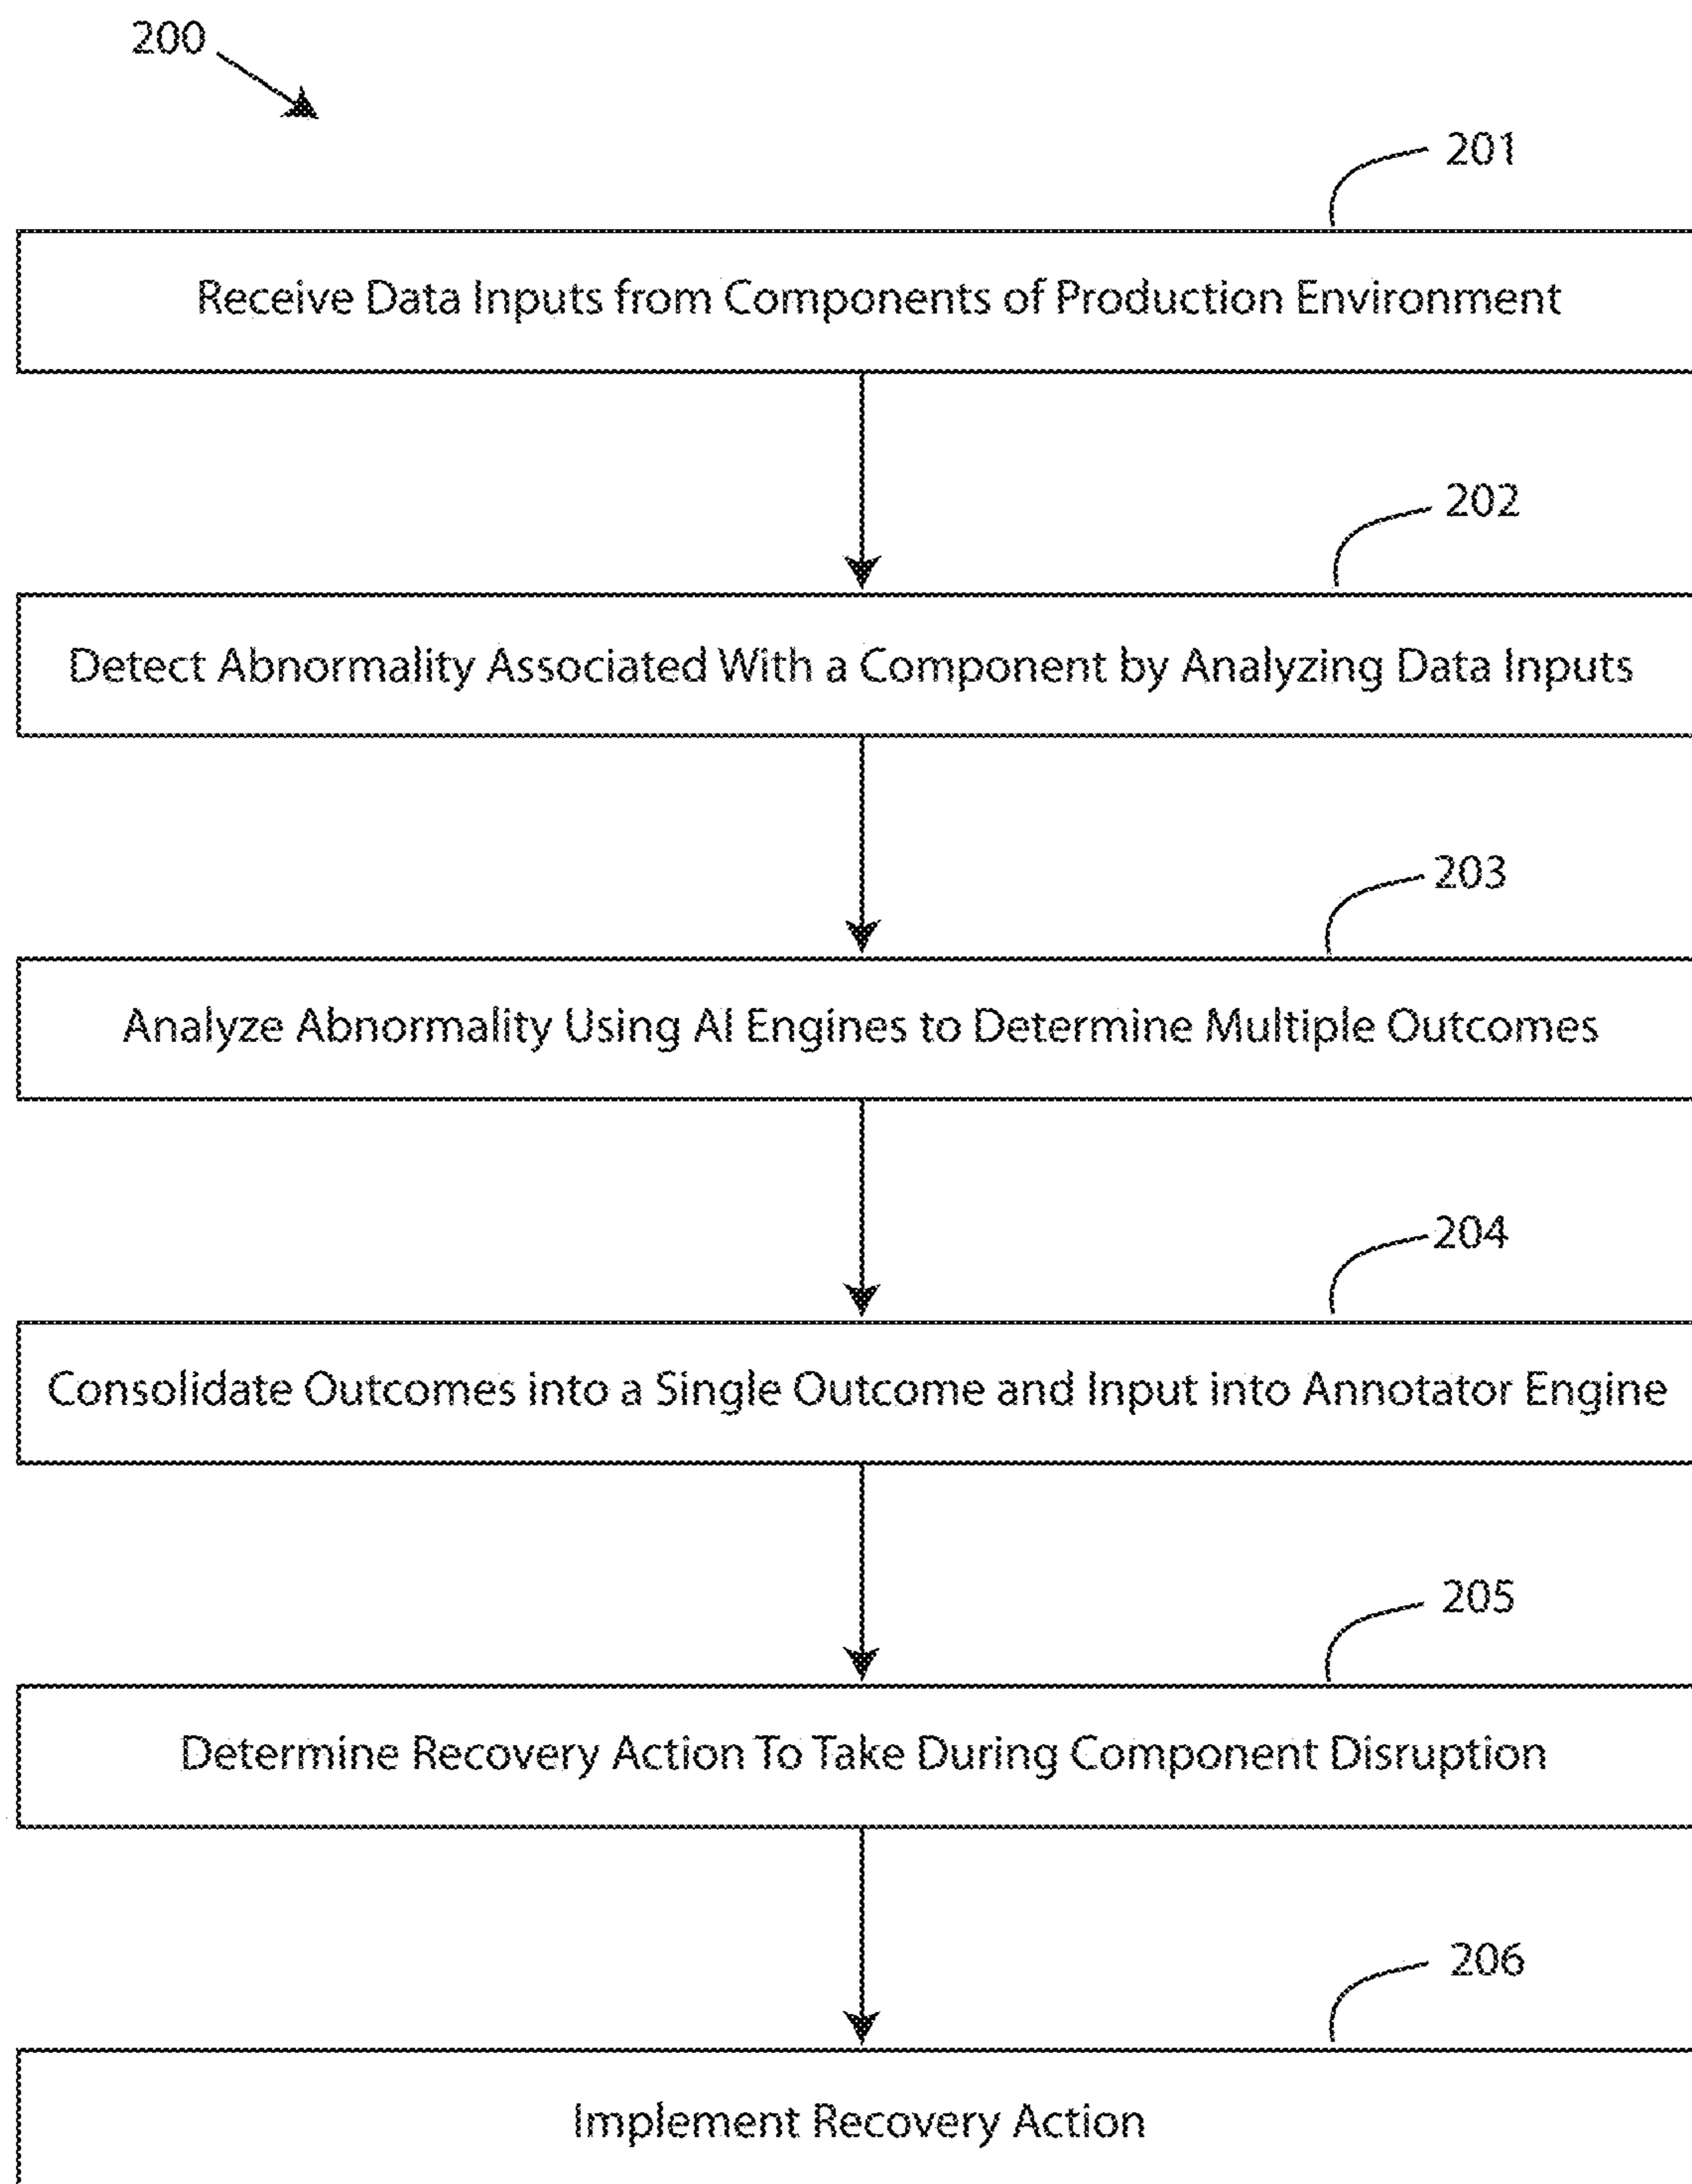 200
201
Receive Data Inputs from Components of Production Environment
202
Detect Abnormality Associated With a Component by Analyzing Data Inputs
203
Analyze Abnormality Using AI Engines to Determine Multiple Outcomes
204
Consolidate Outcomes into a Single Outcome and Input into Annotator Engine
205
Determine Recovery Action To Take During Component Disruption
206
Implement Recovery Action